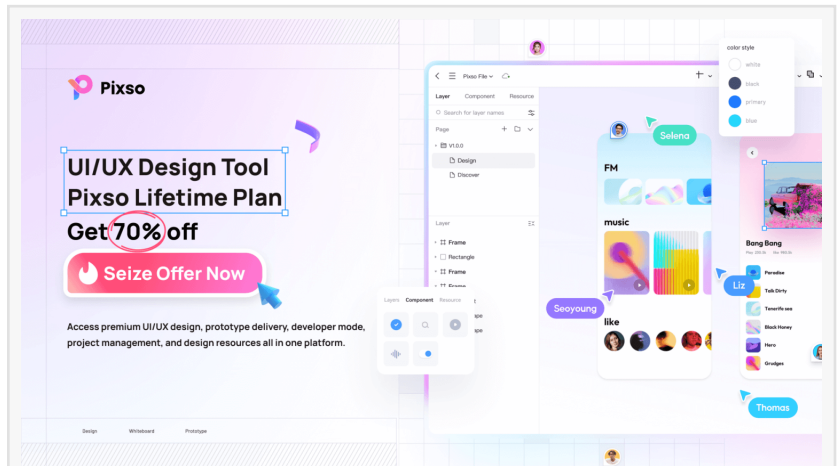 Pixso
UI/UX Design Tool
Pixso Lifetime Plan
Get 70% off
Seize Offer Now
Access premium UI/UX design, prototype delivery, developer mode,
project management, and design resources all in one platform.
Design Whiteboard Prototype
Pixso File
Layer Component Resource
Search for layer names
Page
V1.0.0
Design
Discover
Layer
Frame
Rectangle
Frame
Frame
Layers Component Resource
color style
white
black
primary
blue
Selena
FM
music
Seoyoung
like
Bang Bang
Liz
Paradise
Talk Dirty
Tenerife sea
Black Honey
Hero
Grudges
Thomas